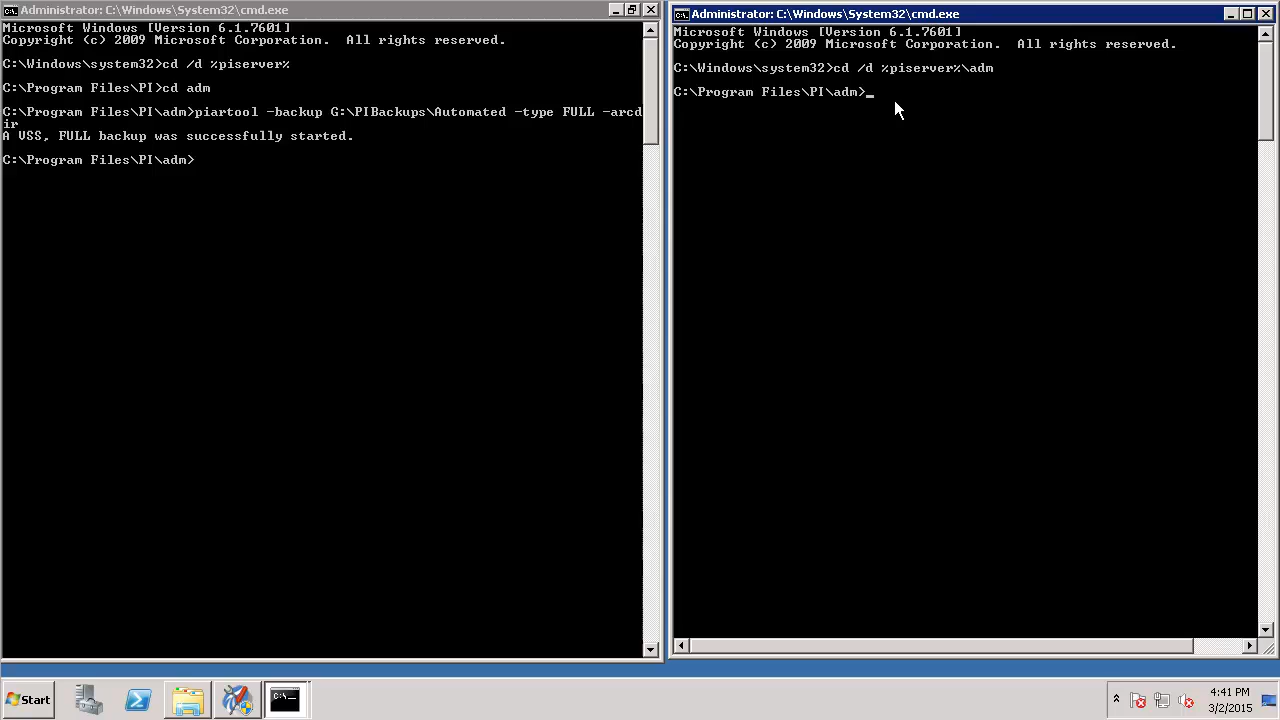 Administrator: C:\Windows\System32\cmd.exe
Microsoft Windows [Version 6.1.7601]
Copyright (c) 2009 Microsoft Corporation.  All rights reserved.
C:\Windows\system32>cd /d %piserver%
C:\Program Files\PI>cd adm
C:\Program Files\PI\adm>piartool -backup G:\PIBackups\Automated -type FULL -arcd
ir
A VSS, FULL backup was successfully started.
C:\Program Files\PI\adm>
Administrator: C:\Windows\System32\cmd.exe
Microsoft Windows [Version 6.1.7601]
Copyright (c) 2009 Microsoft Corporation.  All rights reserved.
C:\Windows\system32>cd /d %piserver%\adm
C:\Program Files\PI\adm>_
Start
4:41 PM
3/2/2015